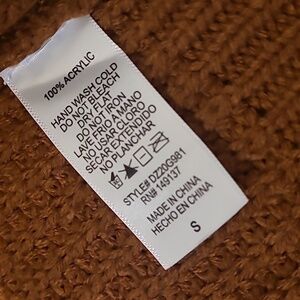 100% ACRYLIC
HAND WASH COLD
DO NOT BLEACH
DRY FLAT
DO NOT IRON
LAVE FRIO A MANO
NO USAR CLORO
SECAR EXTENDIDO
NO PLANCHAR
STYLE# DZ20G981
RN# 149137
MADE IN CHINA
HECHO EN CHINA
S